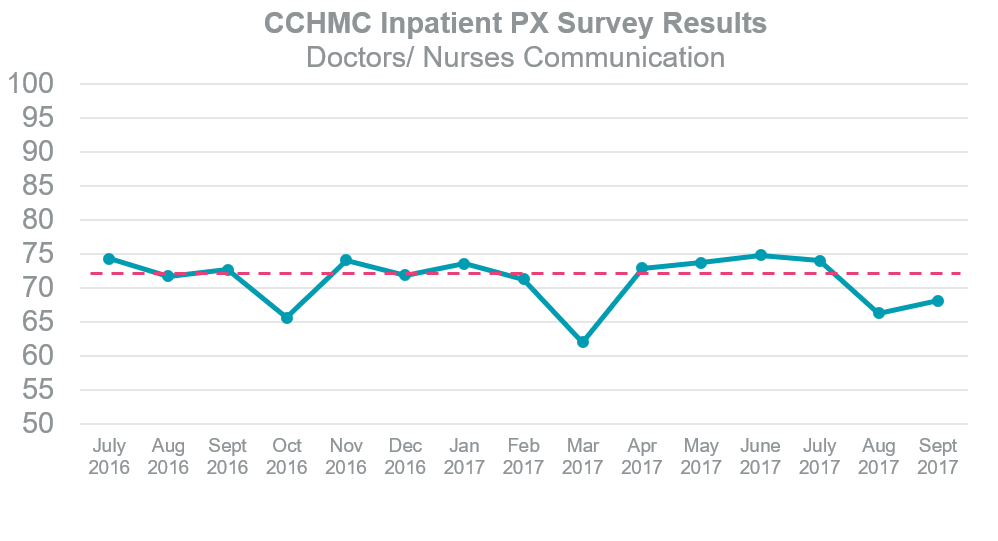 CCHMC Inpatient PX Survey Results
Doctors/ Nurses Communication
100
95
90
85
80
75
70
65
60
55
50
July Aug Sept Oct Nov Dec Jan Feb Mar Apr May June July Aug Sept
2016 2016 2016 2016 2016 2016 2017 2017 2017 2017 2017 2017 2017 2017 2017